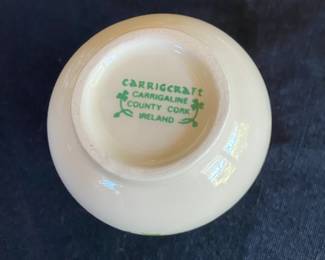 CARRIGCRAFT
CARRIGALINE
COUNTY CORK
IRELAND